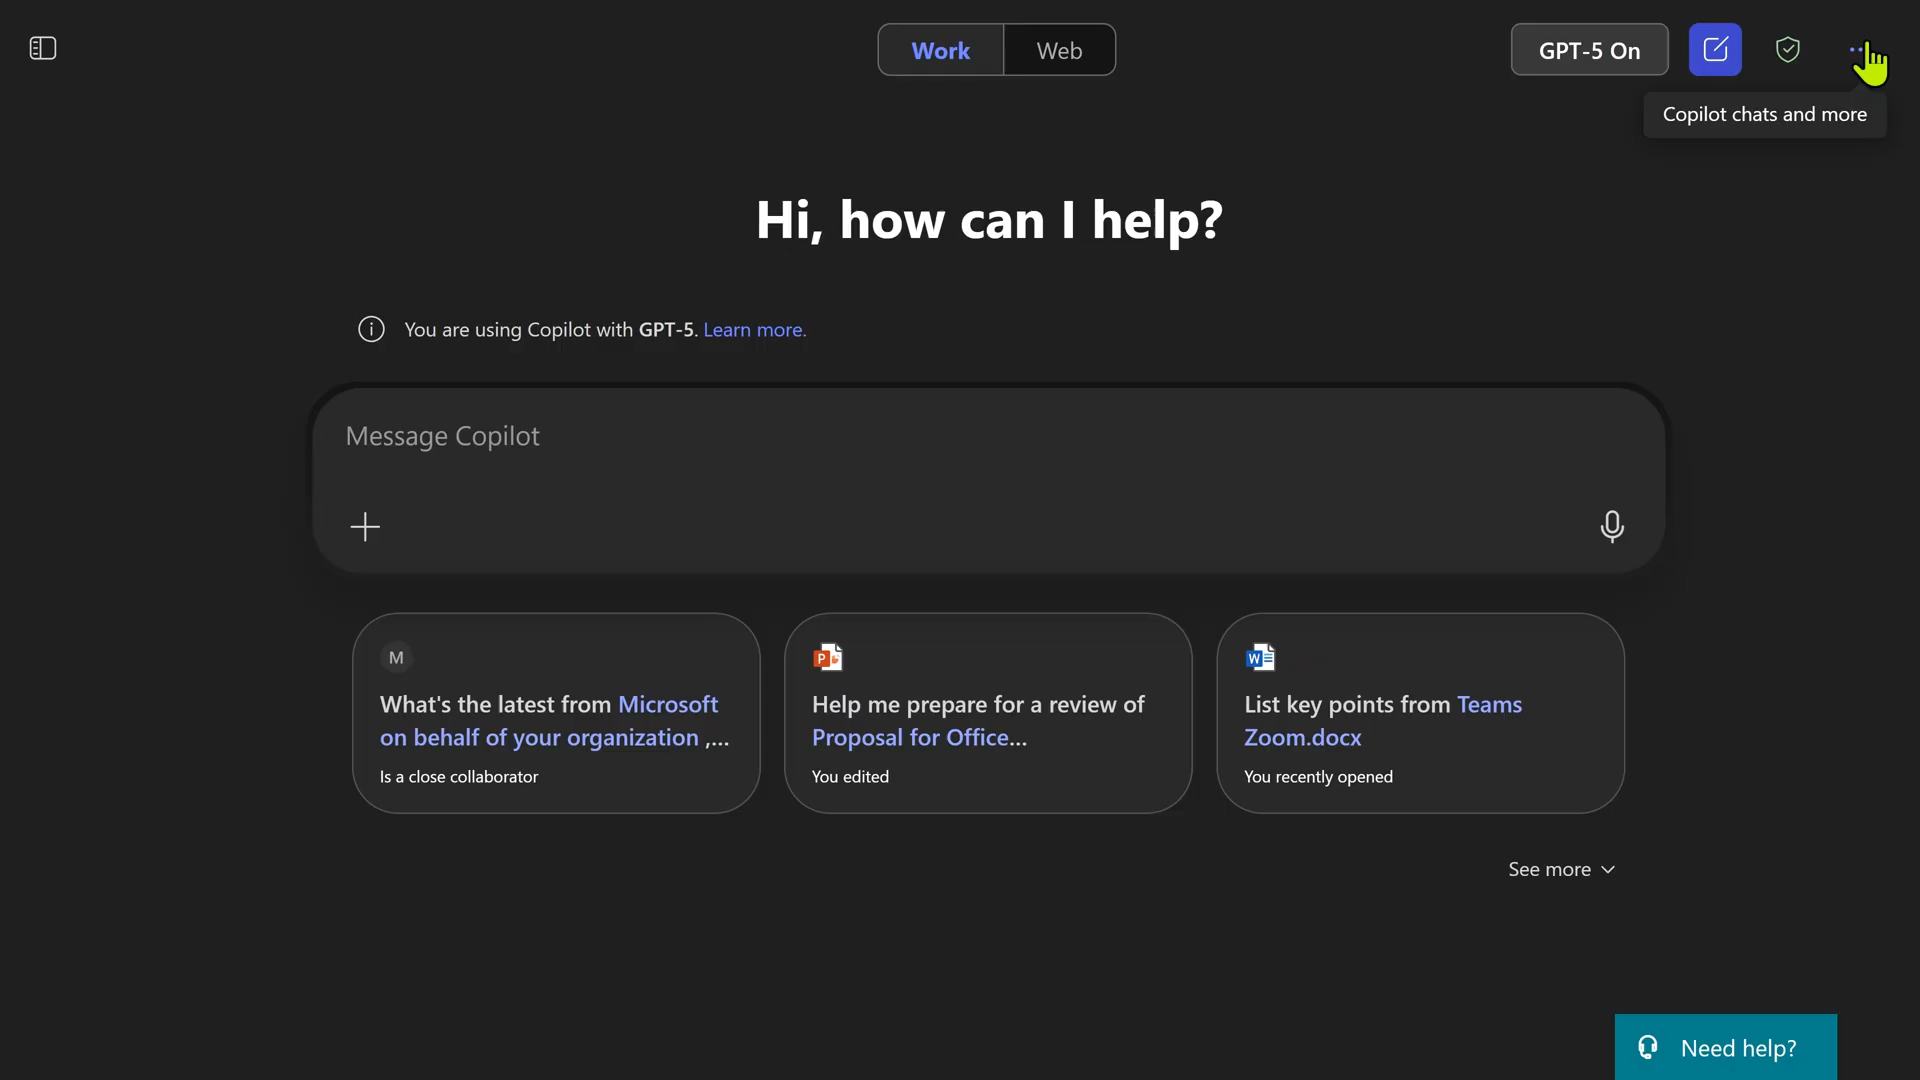 Work
Web
GPT-5 On
Copilot chats and more
Hi, how can I help?
You are using Copilot with GPT-5. Learn more.
Message Copilot
M
What's the latest from Microsoft
on behalf of your organization ,...
Is a close collaborator
P
Help me prepare for a review of
Proposal for Office...
You edited
W
List key points from Teams
Zoom.docx
You recently opened
See more
Need help?